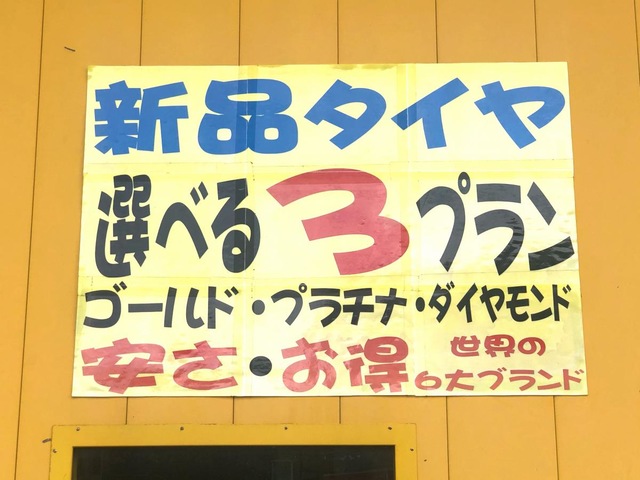 新品タイヤ
選べる3プラン
ゴールド・プラチナ・ダイヤモンド
安さ・お得
世界の
6大ブランド